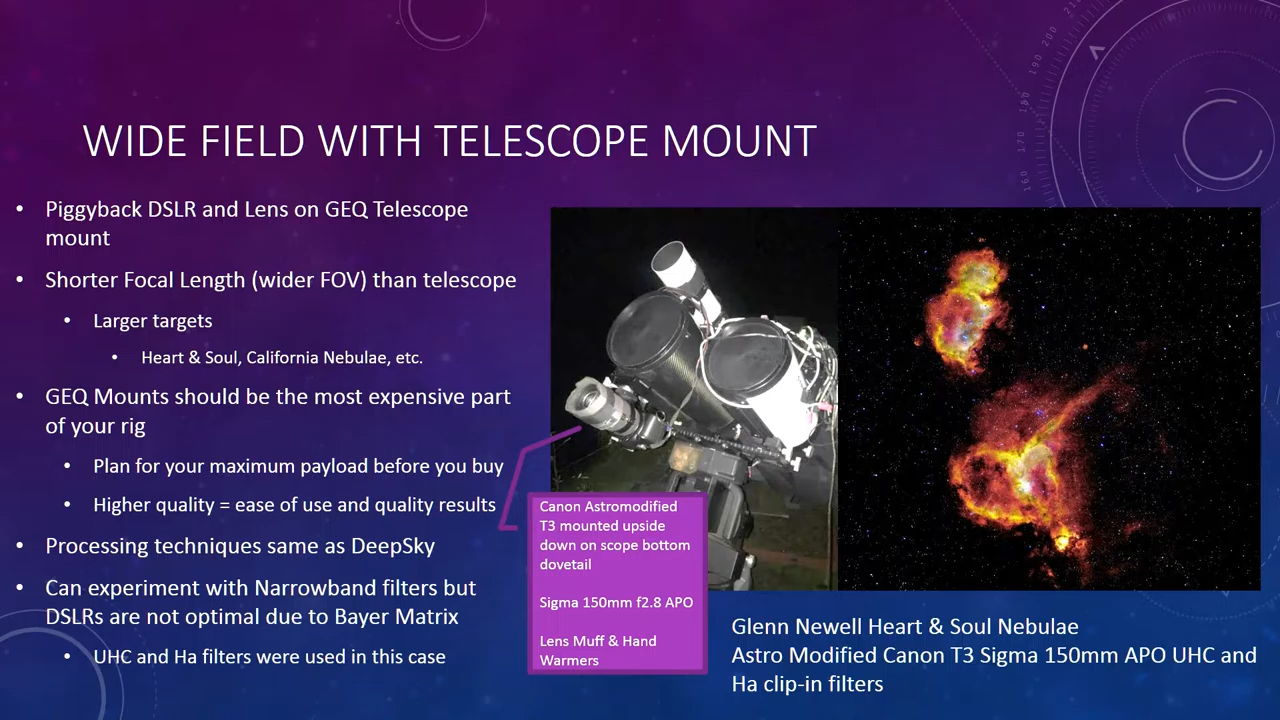 WIDE FIELD WITH TELESCOPE MOUNT
• Piggyback DSLR and Lens on GEQ Telescope
mount
• Shorter Focal Length (wider FOV) than telescope
• Larger targets
• Heart & Soul, California Nebulae, etc.
• GEQ Mounts should be the most expensive part
of your rig
• Plan for your maximum payload before you buy
• Higher quality = ease of use and quality results
• Processing techniques same as DeepSky
• Can experiment with Narrowband filters but
DSLRs are not optimal due to Bayer Matrix
• UHC and Ha filters were used in this case
Canon Astromodified
T3 mounted upside
down on scope bottom
dovetail
Sigma 150mm f2.8 APO
Lens Muff & Hand
Warmers
Glenn Newell Heart & Soul Nebulae
Astro Modified Canon T3 Sigma 150mm APO UHC and
Ha clip-in filters
160
170
180
190
200
210